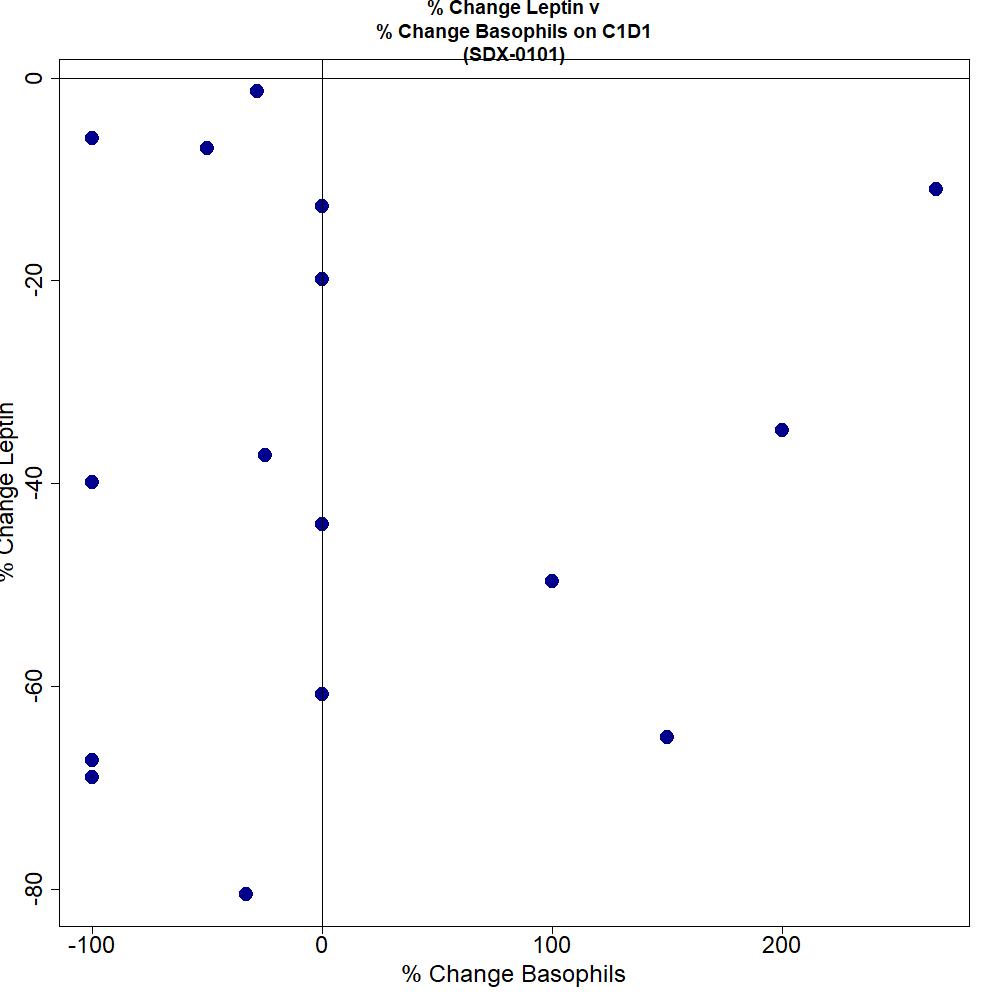 % Change Leptin v
% Change Basophils on C1D1
(SDX-0101)
0
-20
-40
-60
-80
% Change Leptin
-100
0
100
200
% Change Basophils